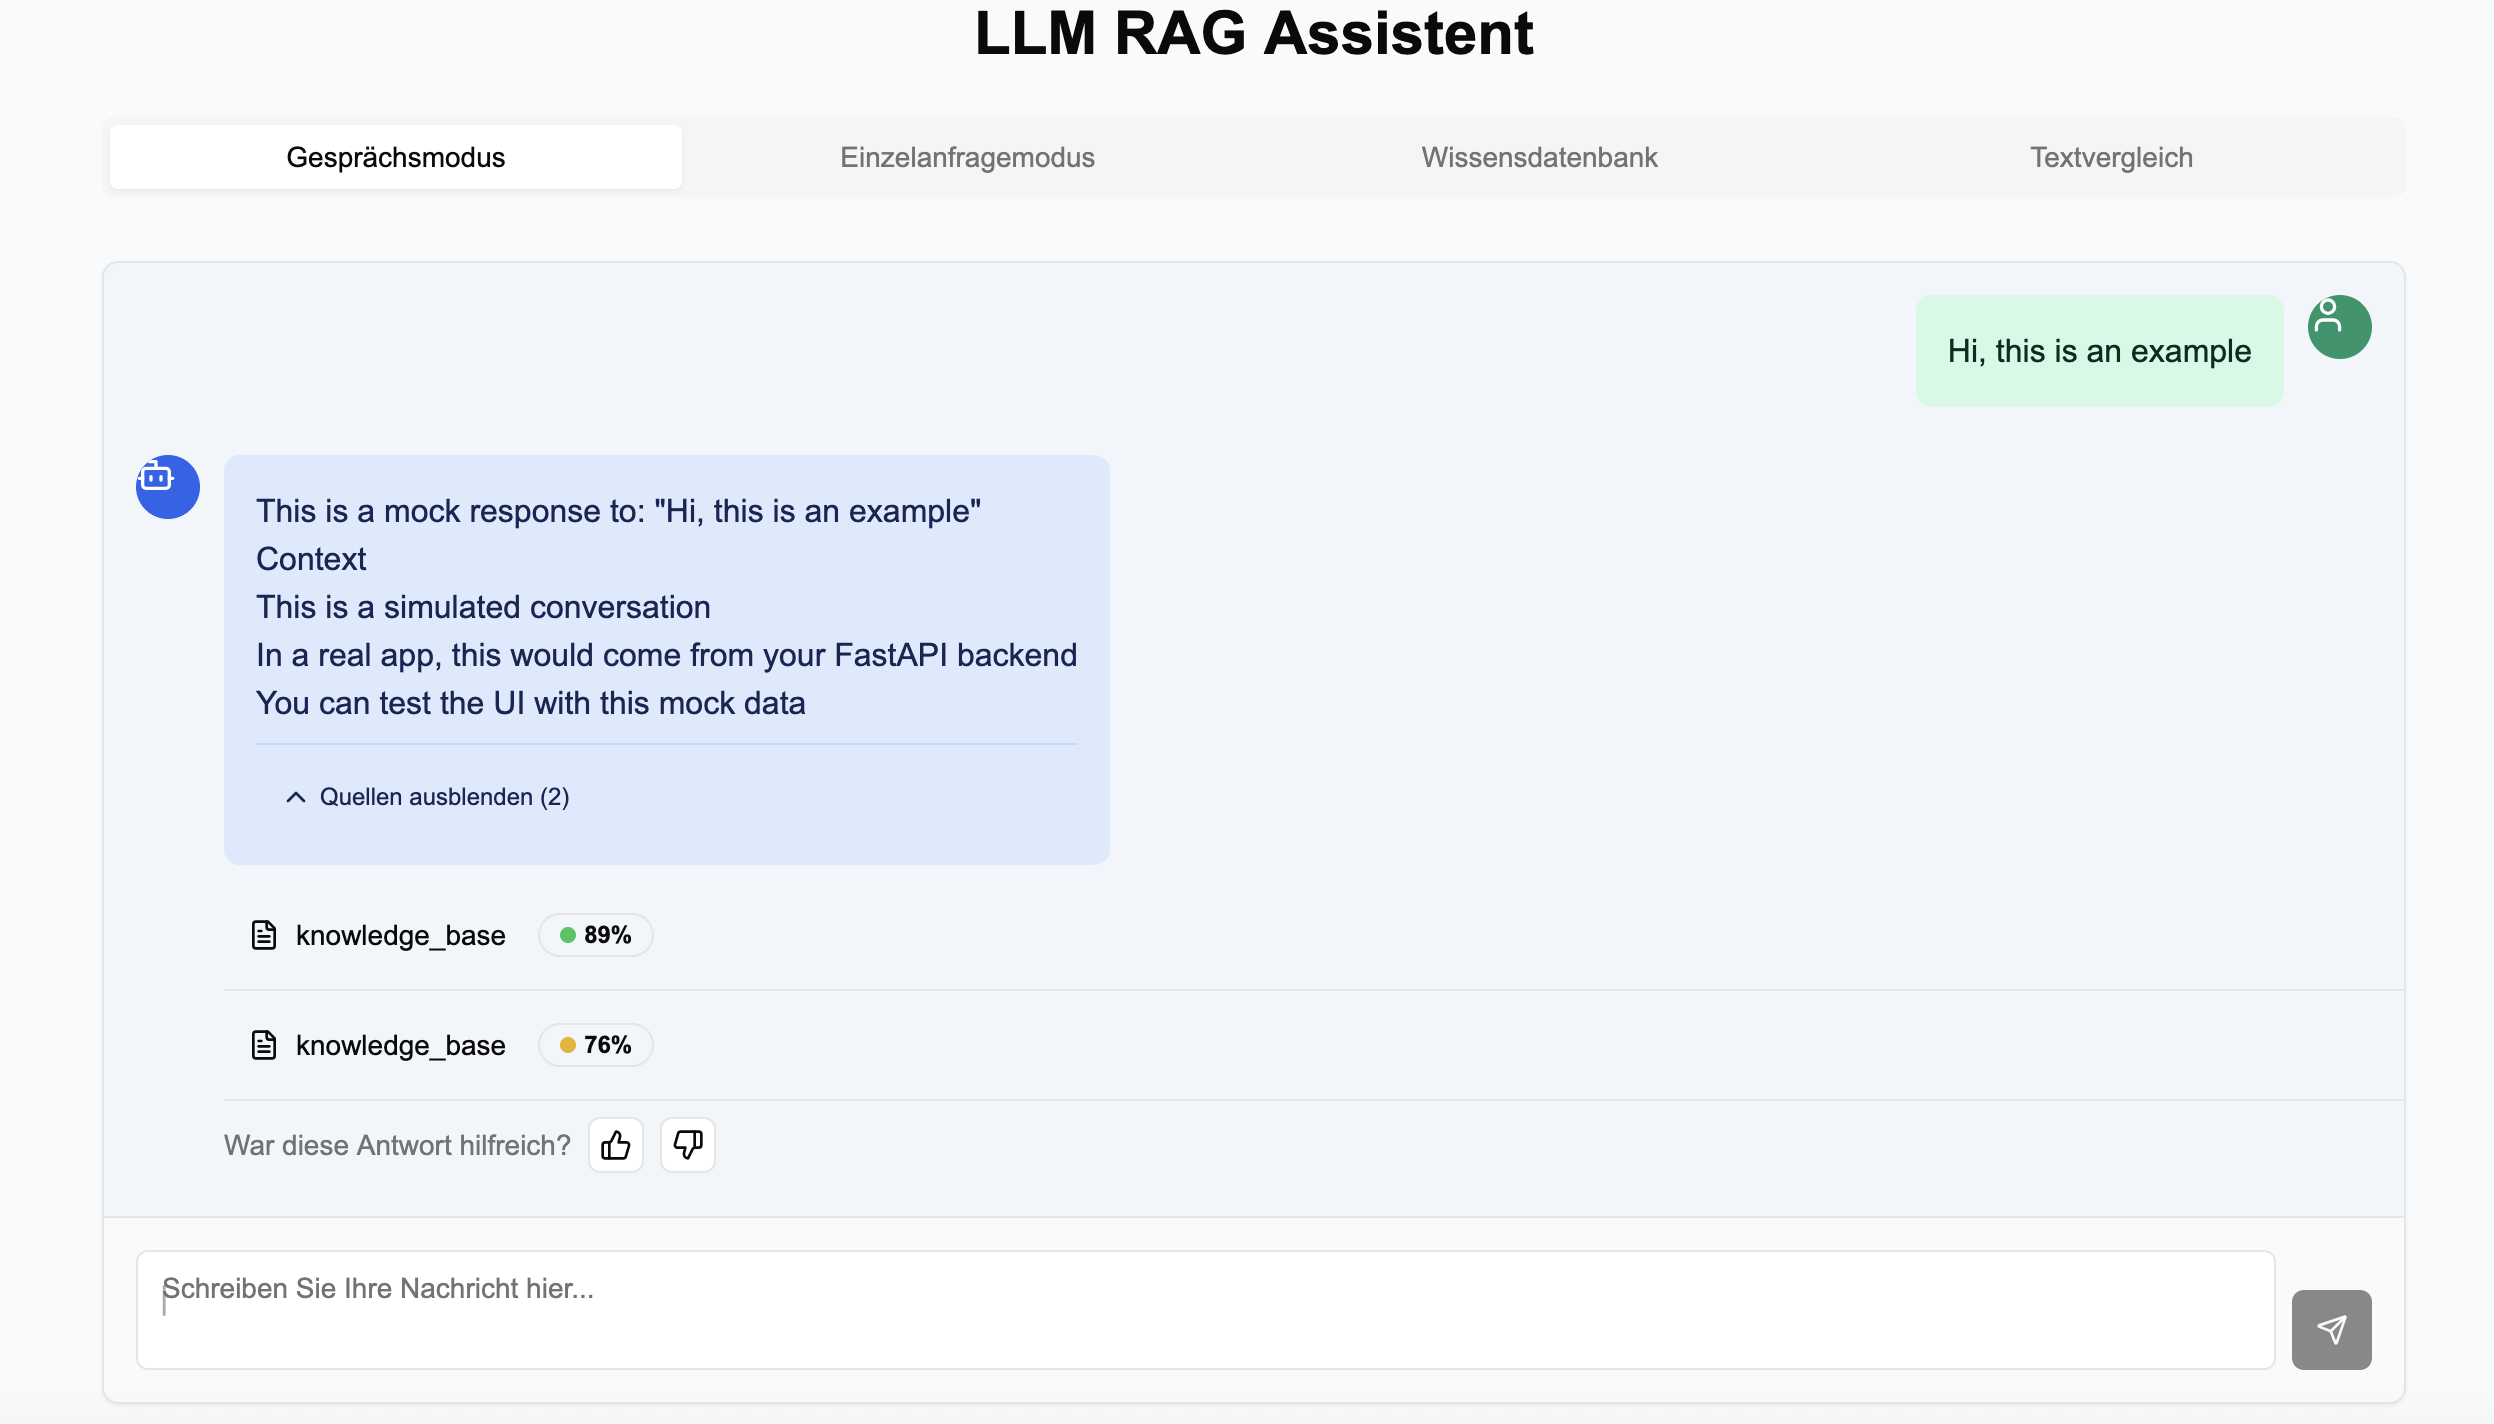 LLM RAG Assistent
Gesprächsmodus
Einzelanfragemodus
Wissensdatenbank
Textvergleich
Hi, this is an example
This is a mock response to: "Hi, this is an example"
Context
This is a simulated conversation
In a real app, this would come from your FastAPI backend
You can test the UI with this mock data
Quellen ausblenden (2)
knowledge_base 89%
knowledge_base 76%
War diese Antwort hilfreich?
Schreiben Sie Ihre Nachricht hier...